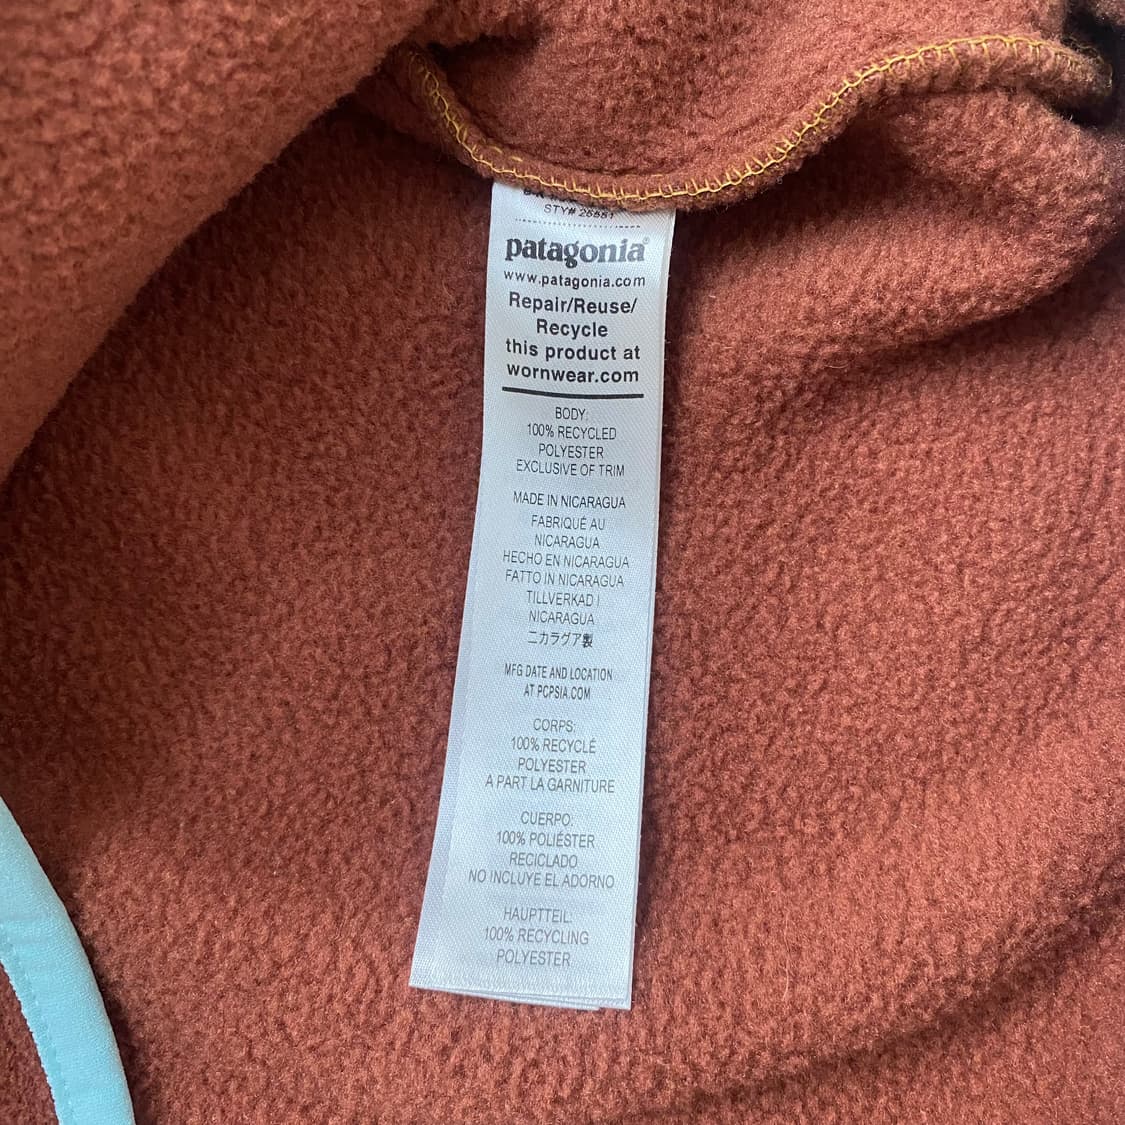 STY# 25551
patagonia®
www.patagonia.com
Repair/Reuse/
Recycle
this product at
wornwear.com
BODY:
100% RECYCLED
POLYESTER
EXCLUSIVE OF TRIM
MADE IN NICARAGUA
FABRIQUÉ AU
NICARAGUA
HECHO EN NICARAGUA
FATTO IN NICARAGUA
TILLVERKAD I
NICARAGUA
ニカラグア製
MFG DATE AND LOCATION
AT PCPSIA.COM
CORPS:
100% RECYCLÉ
POLYESTER
A PART LA GARNITURE
CUERPO:
100% POLIÉSTER
RECICLADO
NO INCLUYE EL ADORNO
HAUPTTEIL:
100% RECYCLING
POLYESTER